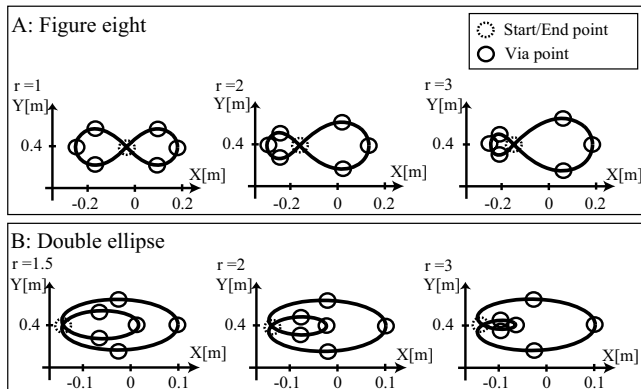 A: Figure eight
Start/End point
Via point
r =1
Y[m]
0.4
X[m]
-0.2 0 0.2
r =2
Y[m]
0.4
X[m]
-0.2 0 0.2
r =3
Y[m]
0.4
X[m]
-0.2 0 0.2
B: Double ellipse
r =1.5
Y[m]
0.4
X[m]
-0.1 0 0.1
r =2
Y[m]
0.4
X[m]
-0.1 0 0.1
r =3
Y[m]
0.4
X[m]
-0.1 0 0.1